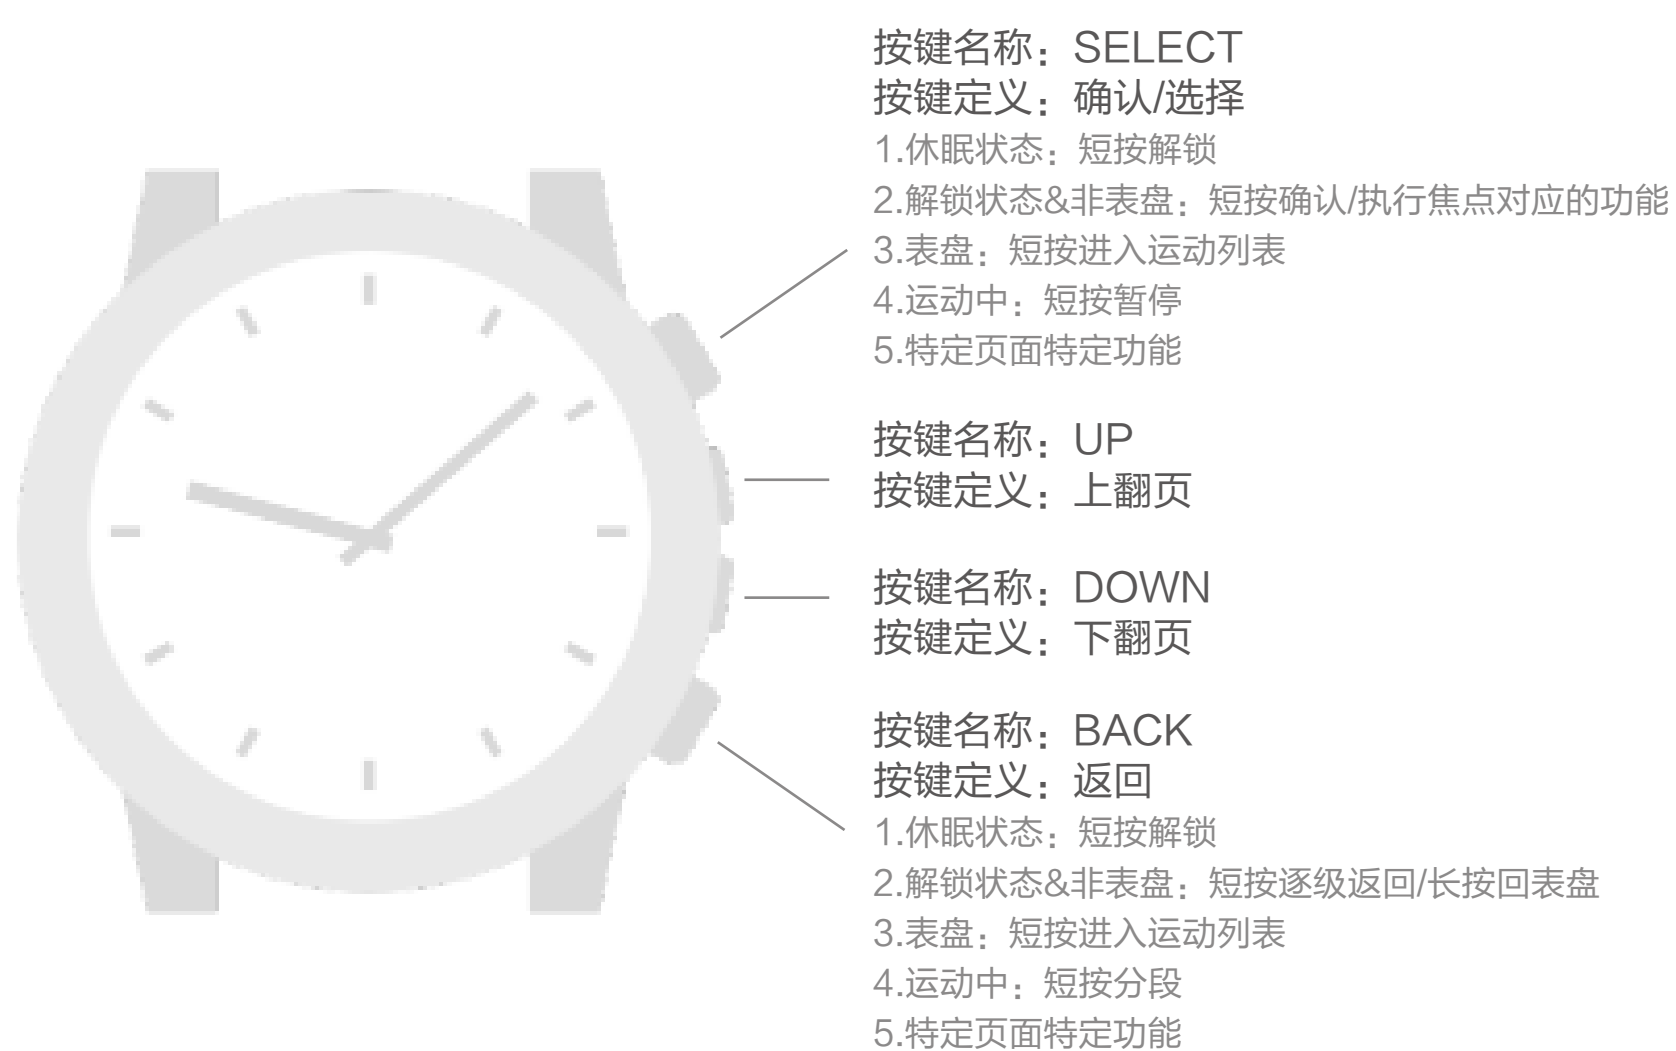 按键名称：SELECT
按键定义：确认/选择
1.休眠状态：短按解锁
2.解锁状态&非表盘：短按确认/执行焦点对应的功能
3.表盘：短按进入运动列表
4.运动中：短按暂停
5.特定页面特定功能
按键名称：UP
按键定义：上翻页
按键名称：DOWN
按键定义：下翻页
按键名称：BACK
按键定义：返回
1.休眠状态：短按解锁
2.解锁状态&非表盘：短按逐级返回/长按回表盘
3.表盘：短按进入运动列表
4.运动中：短按分段
5.特定页面特定功能